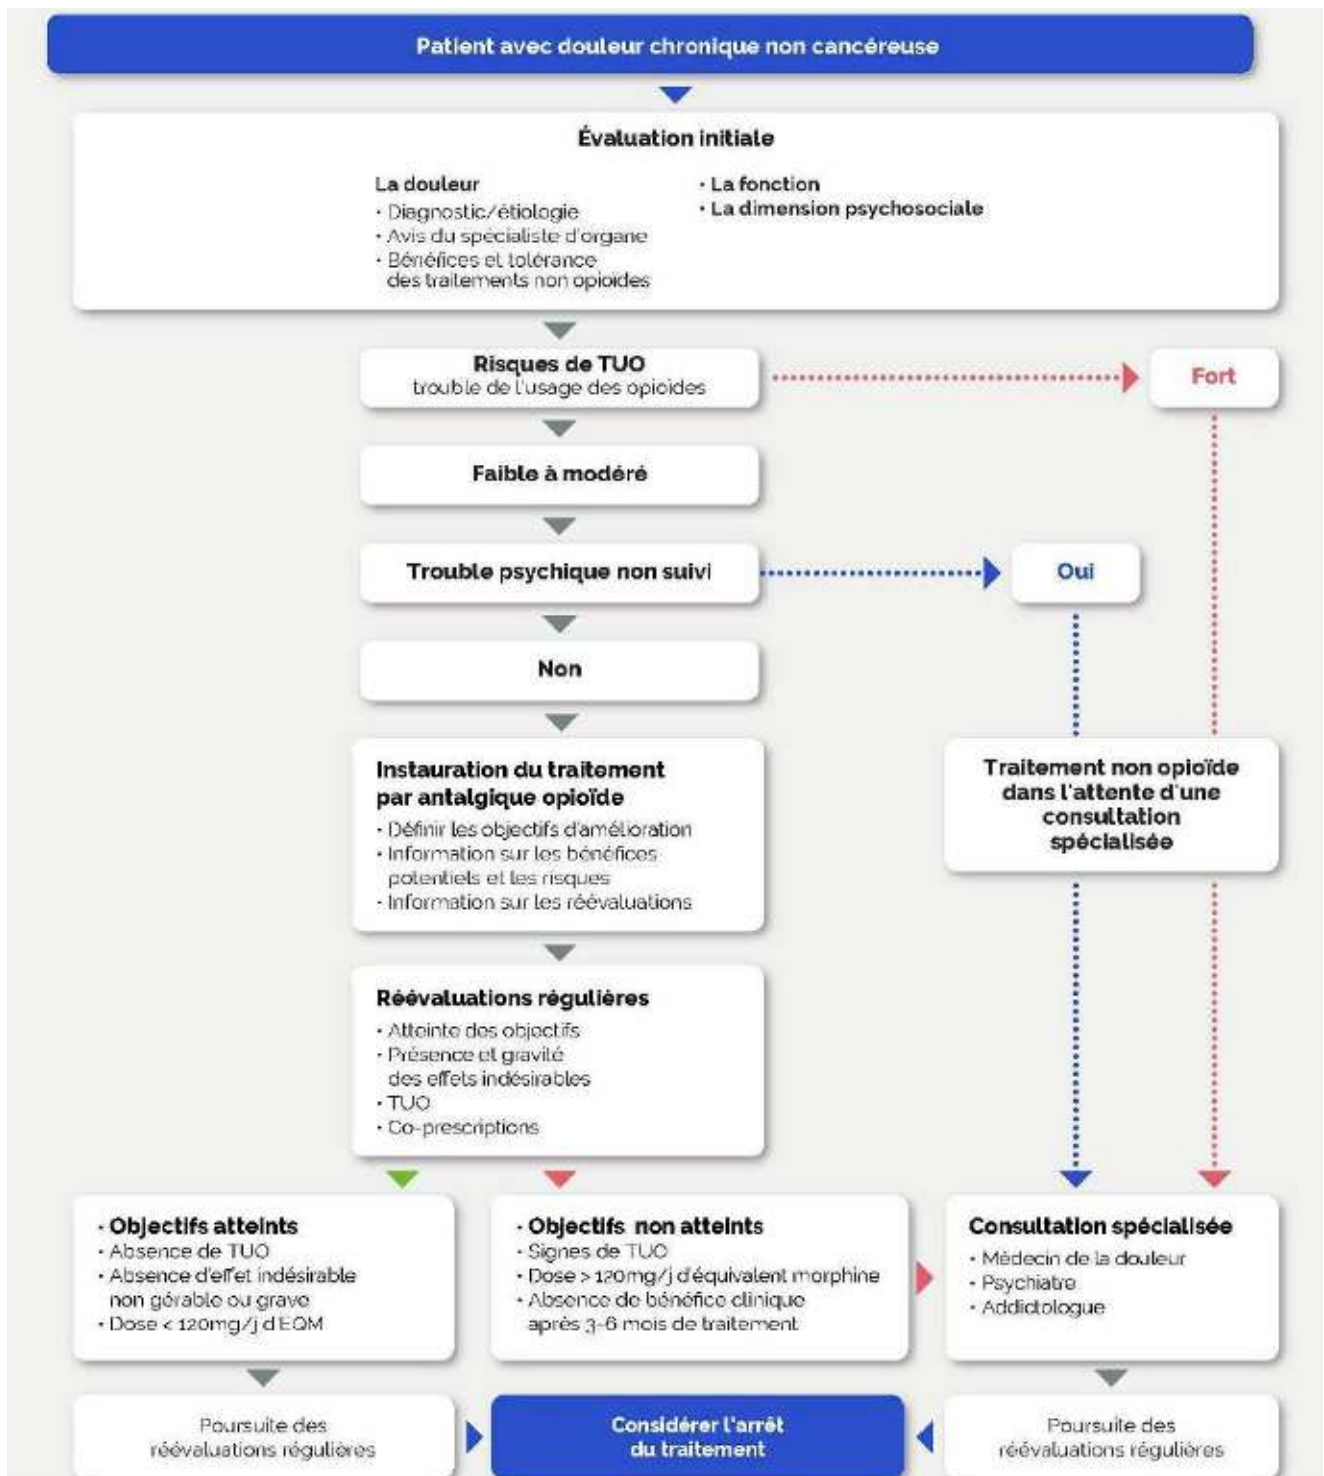 Patient avec douleur chronique non cancéreuse
Évaluation initiale
La douleur
• Diagnostic/étiologie
• Avis du spécialiste d'organe
• Bénéfices et tolérance
des traitements non opioïdes
• La fonction
• La dimension psychosociale
Risques de TUO
trouble de l'usage des opioïdes
Fort
Faible à modéré
Trouble psychique non suivi
Oui
Non
Instauration du traitement
par antalgique opioïde
• Définir les objectifs d'amélioration
• Information sur les bénéfices
potentiels et les risques
• Information sur les réévaluations
Traitement non opioïde
dans l'attente d'une
consultation
spécialisée
Réévaluations régulières
• Atteinte des objectifs
• Présence et gravité
des effets indésirables
• TUO
• Co-prescriptions
• Objectifs atteints
• Absence de TUO
• Absence d'effet indésirable
non gérable ou grave
• Dose < 120mg/j d'EQM
• Objectifs non atteints
• Signes de TUO
• Dose > 120mg/j d'équivalent morphine
• Absence de bénéfice clinique
après 3-6 mois de traitement
Consultation spécialisée
• Médecin de la douleur
• Psychiatre
• Addictologue
Poursuite des
réévaluations régulières
Considérer l'arrêt
du traitement
Poursuite des
réévaluations régulières